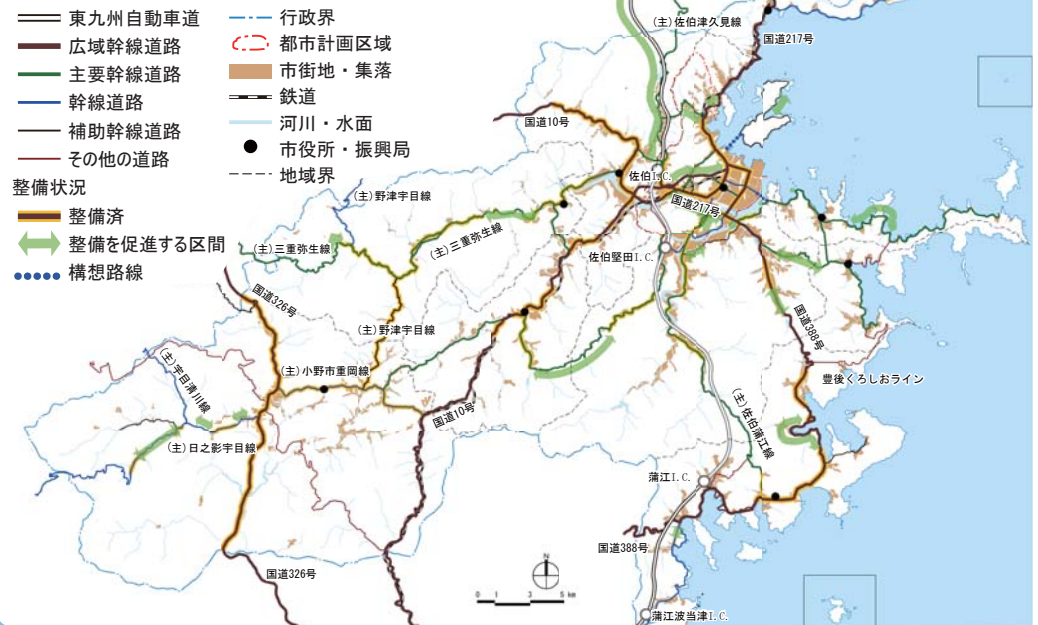 東九州自動車道
広域幹線道路
主要幹線道路
幹線道路
補助幹線道路
その他の道路
整備状況
整備済
整備を促進する区間
構想路線
行政界
都市計画区域
市街地・集落
鉄道
河川・水面
市役所・振興局
地域界
(主)佐伯津久見線
国道217号
国道10号
佐伯I.C.
(主)野津宇目線
国道217号
(主)三重弥生線
(主)三重弥生線
佐伯堅田I.C.
国道326号
国道388号
(主)野津宇目線
(主)宇目清川線
(主)小野市重岡線
豊後くろしおライン
国道10号
(主)佐伯蒲江線
(主)日之影宇目線
蒲江I.C.
国道388号
国道326号
N
0 1 3 5 km
蒲江波当津I.C.